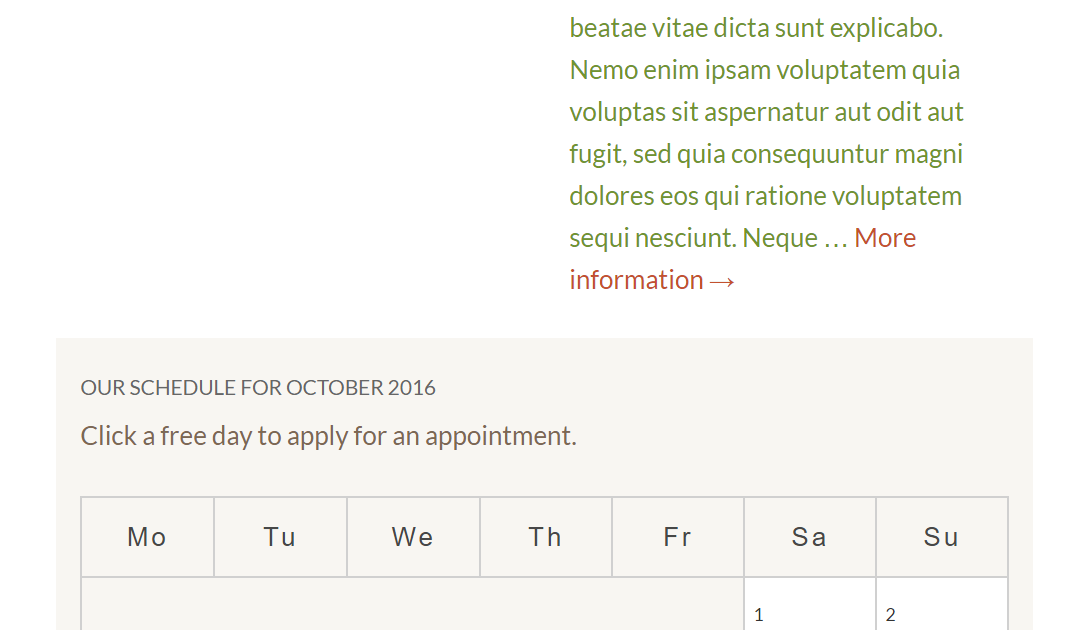 beatae vitae dicta sunt explicabo.
Nemo enim ipsam voluptatem quia
voluptas sit aspernatur aut odit aut
fugit, sed quia consequuntur magni
dolores eos qui ratione voluptatem
sequi nesciunt. Neque … More
information →
OUR SCHEDULE FOR OCTOBER 2016
Click a free day to apply for an appointment.
Mo Tu We Th Fr Sa Su
1 2